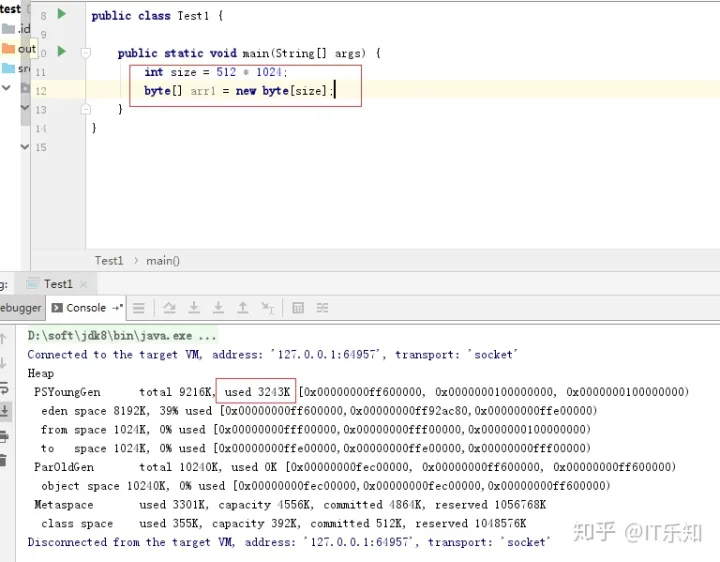 test
8 public class Test1 {
.id
9
out
10 public static void main(String[] args) {
src
11 int size = 512 * 1024;
12 byte[] arr1 = new byte[size];
13 }
14 }
15
Test1 › main()
g: Test1 ×
ebugger Console →"
D:\soft\jdk8\bin\java.exe ...
Connected to the target VM, address: '127.0.0.1:64957', transport: 'socket'
Heap
PSYoungGen total 9216K, used 3243K [0x00000000ff600000, 0x0000000100000000, 0x0000000100000000)
eden space 8192K, 39% used [0x00000000ff600000,0x00000000ff92ac80,0x00000000ffe00000)
from space 1024K, 0% used [0x00000000fff00000,0x00000000fff00000,0x0000000100000000)
to space 1024K, 0% used [0x00000000ffe00000,0x00000000ffe00000,0x00000000fff00000)
ParOldGen total 10240K, used 0K [0x00000000fec00000, 0x00000000ff600000, 0x00000000ff600000)
object space 10240K, 0% used [0x00000000fec00000,0x00000000fec00000,0x00000000ff600000)
Metaspace used 3301K, capacity 4556K, committed 4864K, reserved 1056768K
class space used 355K, capacity 392K, committed 512K, reserved 1048576K
Disconnected from the target VM, address: '127.0.0.1:64957', transport: 'socket'
知乎 @IT乐知